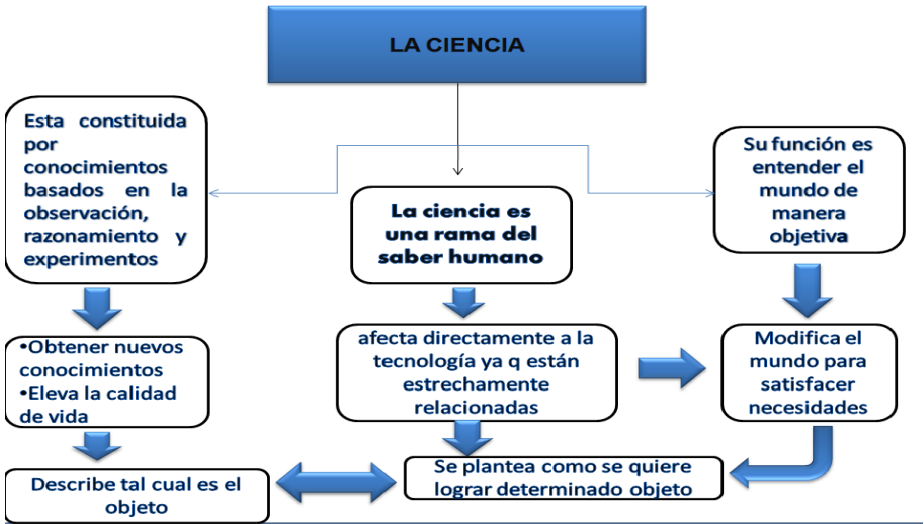 LA CIENCIA
Esta constituida
por
conocimientos
basados en la
observación,
razonamiento y
experimentos
La ciencia es
una rama del
saber humano
Su función es
entender el
mundo de
manera
objetiva
•Obtener nuevos
conocimientos
•Eleva la calidad
de vida
afecta directamente a la
tecnología ya q están
estrechamente
relacionadas
Modifica el
mundo para
satisfacer
necesidades
Describe tal cual es el
objeto
Se plantea como se quiere
lograr determinado objeto